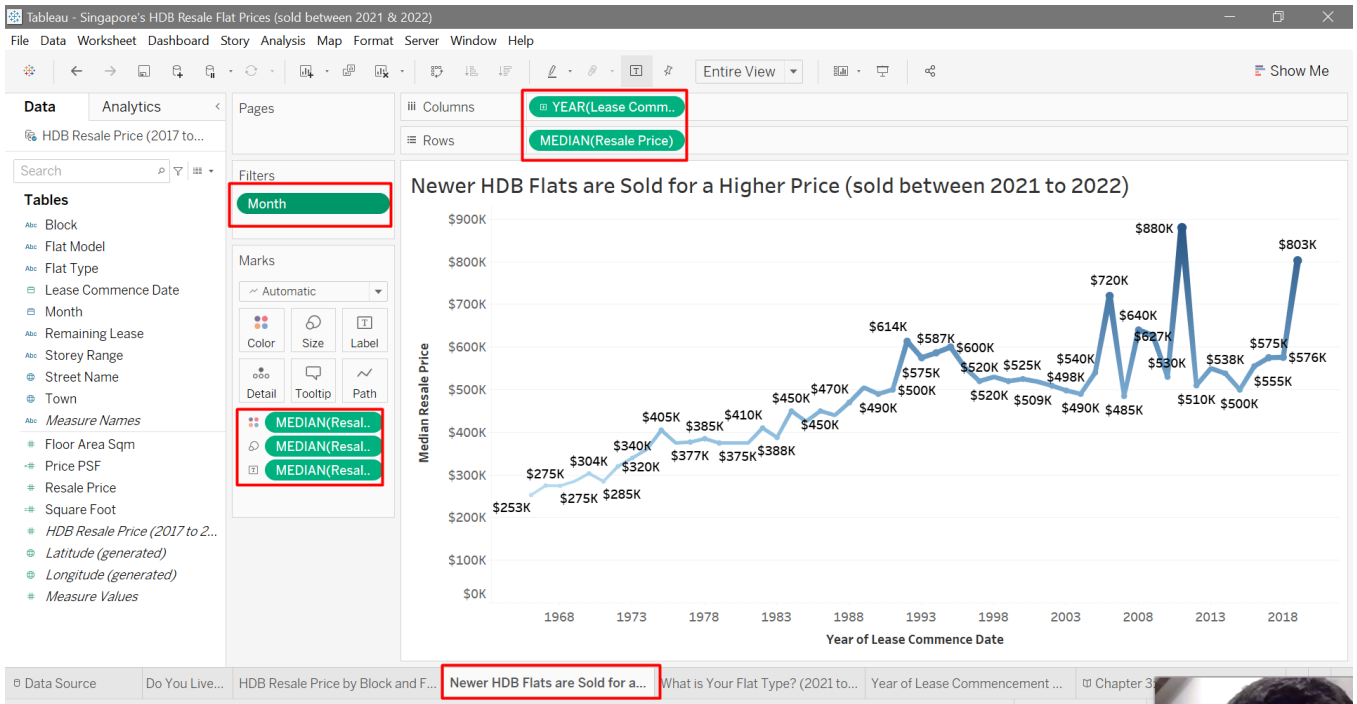 Tableau - Singapore's HDB Resale Flat Prices (sold between 2021 & 2022)
File Data Worksheet Dashboard Story Analysis Map Format Server Window Help
Entire View
Show Me
Data Analytics
HDB Resale Price (2017 to...
Search
Tables
Abc Block
Abc Flat Model
Abc Flat Type
Lease Commence Date
Month
Abc Remaining Lease
Abc Storey Range
Street Name
Town
Abc Measure Names
# Floor Area Sqm
=# Price PSF
# Resale Price
=# Square Foot
# HDB Resale Price (2017 to 2...
Latitude (generated)
Longitude (generated)
# Measure Values
Pages
Filters
Month
Marks
Automatic
Color Size Label
Detail Tooltip Path
MEDIAN(Resal..
MEDIAN(Resal..
MEDIAN(Resal..
iii Columns YEAR(Lease Comm..
Rows MEDIAN(Resale Price)
Newer HDB Flats are Sold for a Higher Price (sold between 2021 to 2022)
Median Resale Price
$900K
$800K
$700K
$600K
$500K
$400K
$300K
$200K
$100K
$0K
$253K
$275K
$275K
$304K
$285K
$340K
$320K
$405K
$377K
$385K
$375K
$410K
$388K
$450K
$450K
$470K
$490K
$614K
$500K
$575K
$587K
$600K
$520K
$520K
$525K
$509K
$498K
$490K
$540K
$720K
$485K
$640K
$627K
$530K
$880K
$510K
$538K
$500K
$555K
$575K
$576K
$803K
1968 1973 1978 1983 1988 1993 1998 2003 2008 2013 2018
Year of Lease Commence Date
Data Source Do You Live... HDB Resale Price by Block and F... Newer HDB Flats are Sold for a... What is Your Flat Type? (2021 to... Year of Lease Commencement ... Chapter 3: